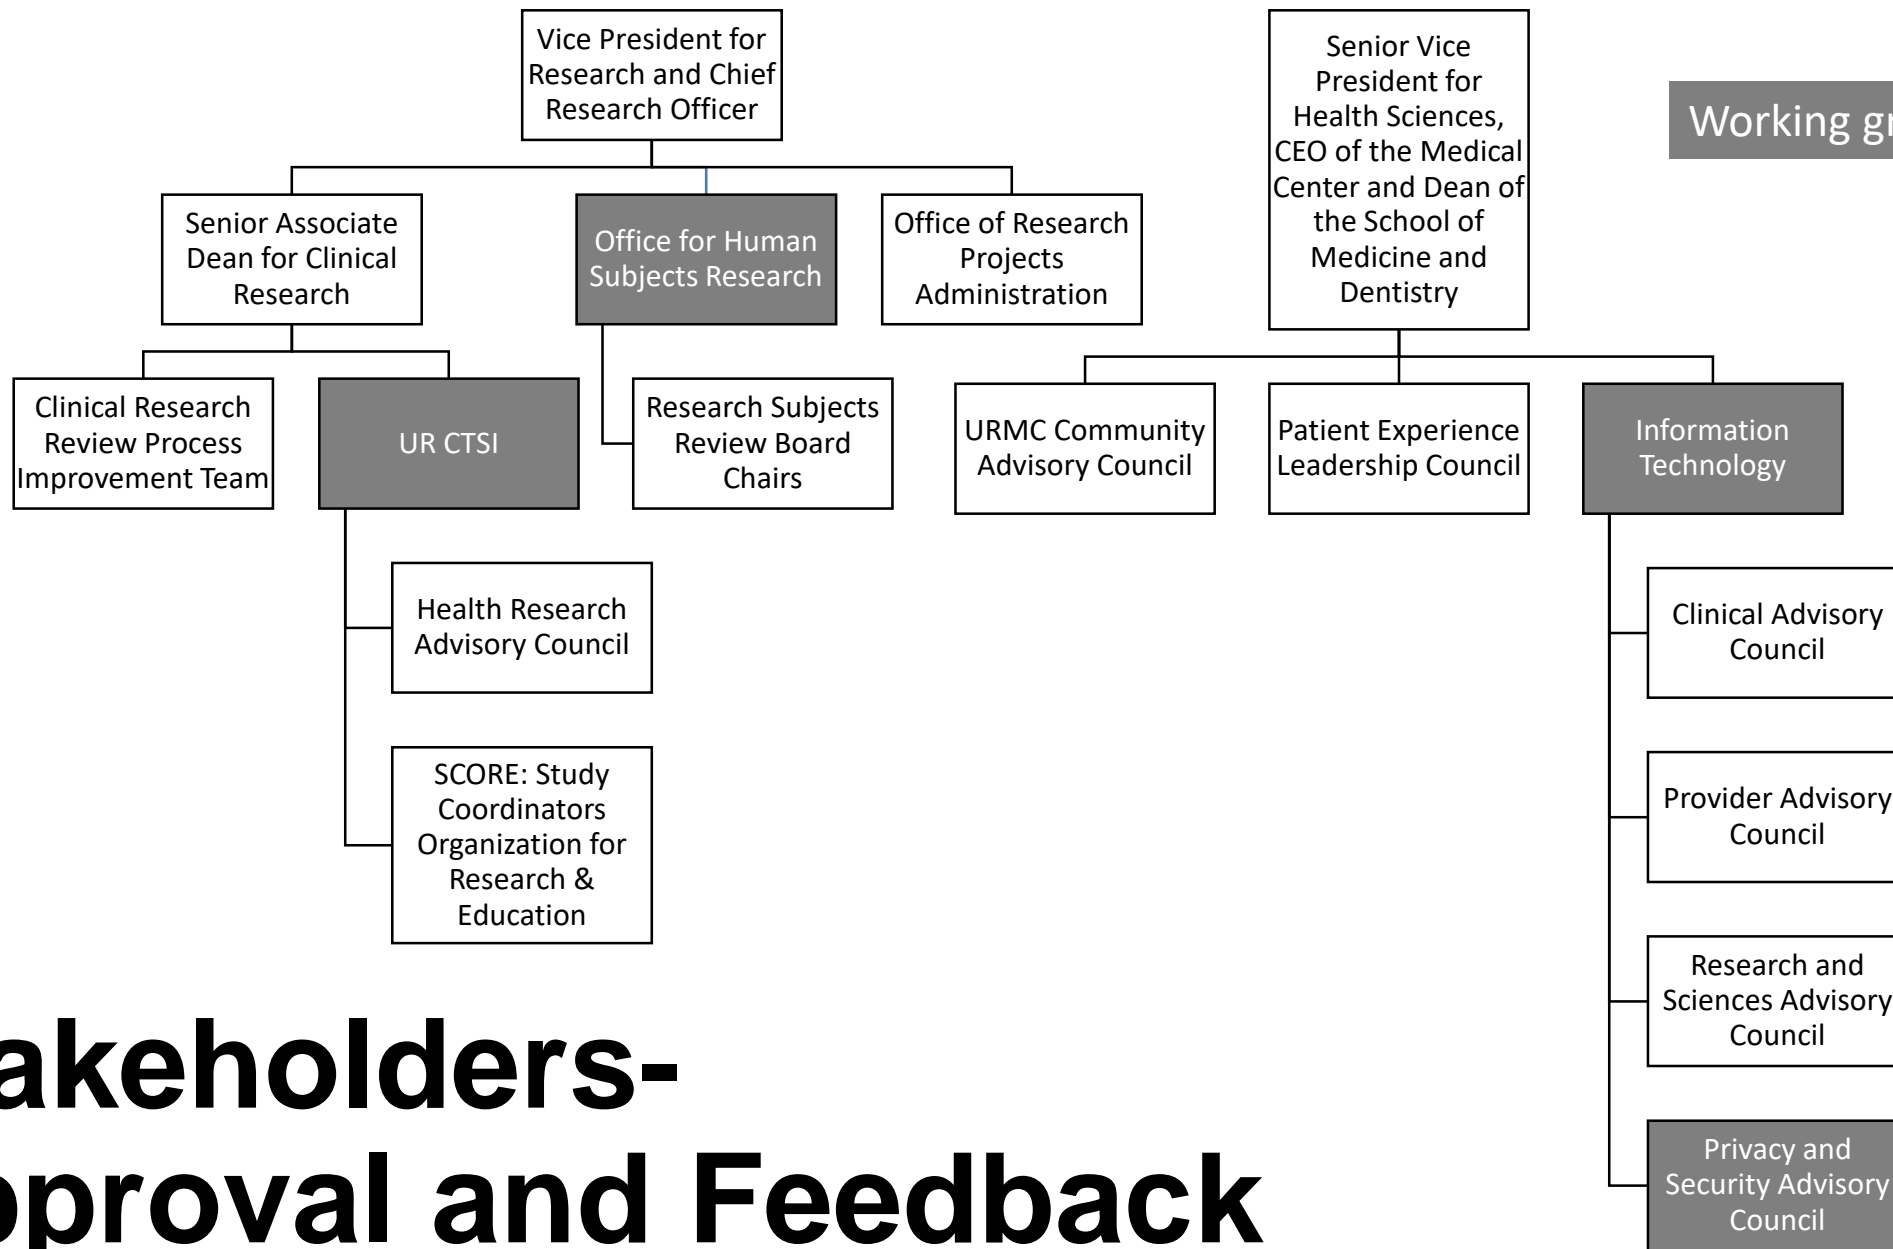 Vice President for
Research and Chief
Research Officer
Senior Vice
President for
Health Sciences,
CEO of the Medical
Center and Dean of
the School of
Medicine and
Dentistry
Working gr
Senior Associate
Dean for Clinical
Research
Office for Human
Subjects Research
Office of Research
Projects
Administration
Clinical Research
Review Process
Improvement Team
UR CTSI
Research Subjects
Review Board
Chairs
URMC Community
Advisory Council
Patient Experience
Leadership Council
Information
Technology
Health Research
Advisory Council
SCORE: Study
Coordinators
Organization for
Research &
Education
Clinical Advisory
Council
Provider Advisory
Council
Research and
Sciences Advisory
Council
Privacy and
Security Advisory
Council
akeholders-
pproval and Feedback